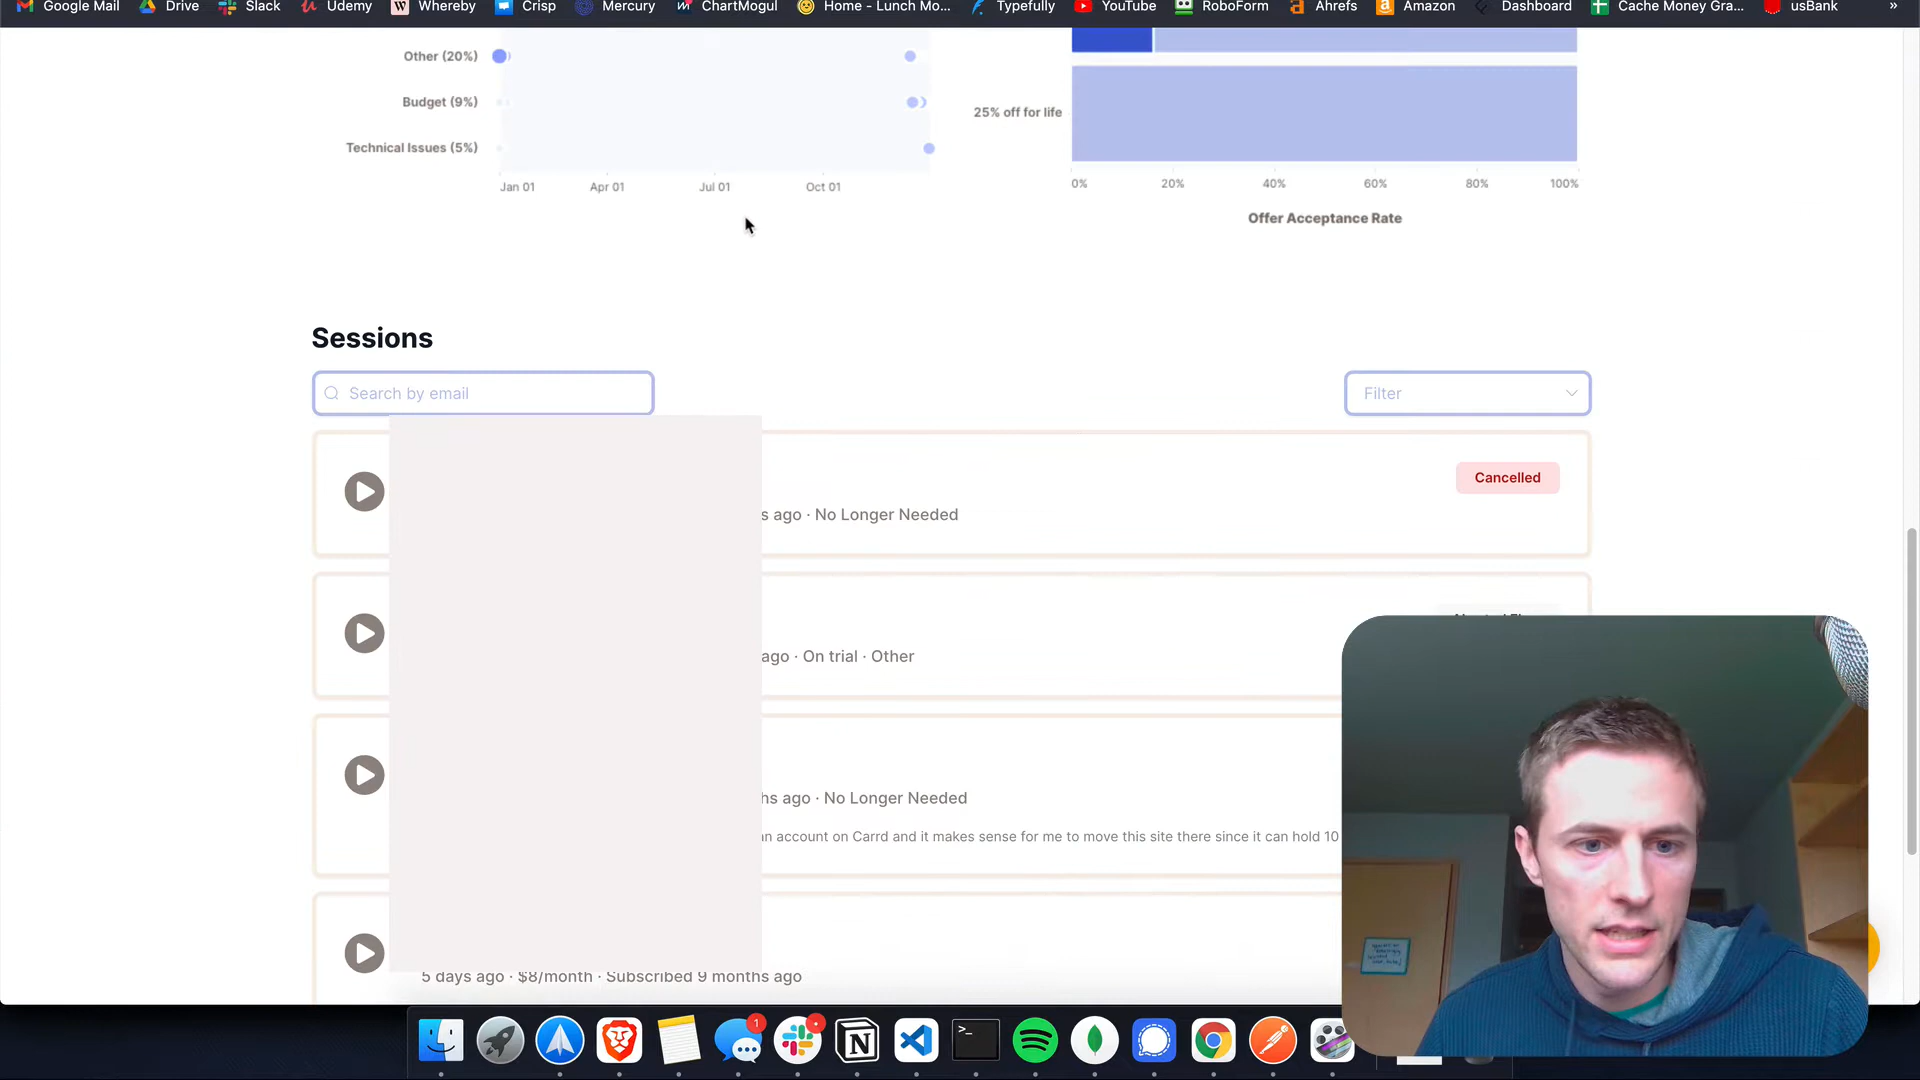 Google Mail Drive Slack Udemy Whereby Crisp Mercury ChartMogul Home - Lunch Mo... Typefully YouTube RoboForm Ahrefs Amazon Dashboard Cache Money Gra... usBank »
Other (20%)
Budget (9%)
Technical Issues (5%)
Jan 01 Apr 01 Jul 01 Oct 01
25% off for life
0% 20% 40% 60% 80% 100%
Offer Acceptance Rate
Sessions
Search by email
Filter
Cancelled
s ago · No Longer Needed
ago · On trial · Other
hs ago · No Longer Needed
an account on Carrd and it makes sense for me to move this site there since it can hold 10
5 days ago · $8/month · Subscribed 9 months ago
1